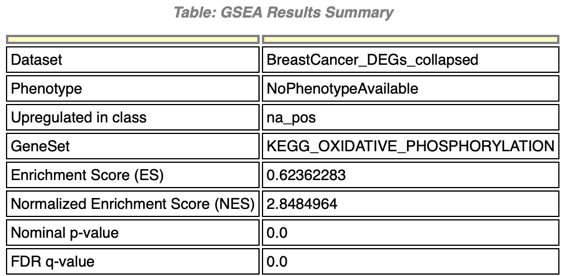 Table: GSEA Results Summary
Dataset BreastCancer_DEGs_collapsed
Phenotype NoPhenotypeAvailable
Upregulated in class na_pos
GeneSet KEGG_OXIDATIVE_PHOSPHORYLATION
Enrichment Score (ES) 0.62362283
Normalized Enrichment Score (NES) 2.8484964
Nominal p-value 0.0
FDR q-value 0.0